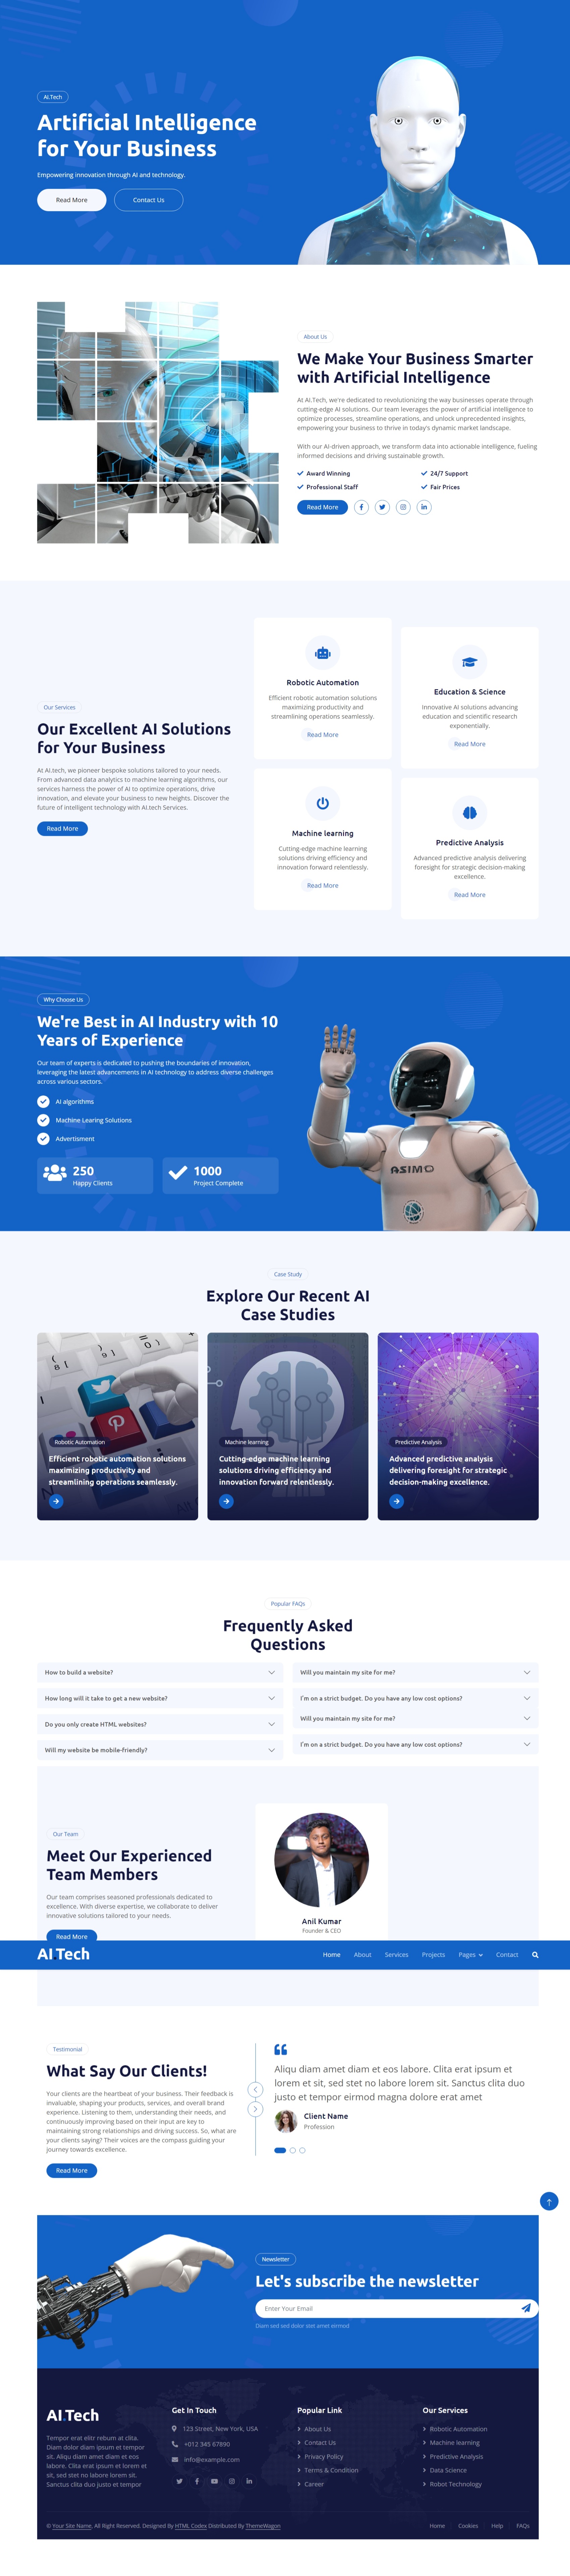 AI.Tech
Artificial Intelligence
for Your Business
Empowering innovation through AI and technology.
Read More
Contact Us
About Us
We Make Your Business Smarter
with Artificial Intelligence
At AI.Tech, we're dedicated to revolutionizing the way businesses operate through
cutting-edge AI solutions. Our team leverages the power of artificial intelligence to
optimize processes, streamline operations, and unlock unprecedented insights,
empowering your business to thrive in today's dynamic market landscape.
With our AI-driven approach, we transform data into actionable intelligence, fueling
informed decisions and driving sustainable growth.
Award Winning
24/7 Support
Professional Staff
Fair Prices
Read More
Our Services
Our Excellent AI Solutions
for Your Business
At AI.tech, we pioneer bespoke solutions tailored to your needs.
From advanced data analytics to machine learning algorithms, our
services harness the power of AI to optimize operations, drive
innovation, and elevate your business to new heights. Discover the
future of intelligent technology with AI.tech Services.
Read More
Robotic Automation
Efficient robotic automation solutions
maximizing productivity and
streamlining operations seamlessly.
Read More
Education & Science
Innovative AI solutions advancing
education and scientific research
exponentially.
Read More
Machine learning
Cutting-edge machine learning
solutions driving efficiency and
innovation forward relentlessly.
Read More
Predictive Analysis
Advanced predictive analysis delivering
foresight for strategic decision-making
excellence.
Read More
Why Choose Us
We're Best in AI Industry with 10
Years of Experience
Our team of experts is dedicated to pushing the boundaries of innovation,
leveraging the latest advancements in AI technology to address diverse challenges
across various sectors.
AI algorithms
Machine Learing Solutions
Advertisment
250
Happy Clients
1000
Project Complete
ASIMO
Case Study
Explore Our Recent AI
Case Studies
Robotic Automation
Efficient robotic automation solutions
maximizing productivity and
streamlining operations seamlessly.
Machine learning
Cutting-edge machine learning
solutions driving efficiency and
innovation forward relentlessly.
Predictive Analysis
Advanced predictive analysis
delivering foresight for strategic
decision-making excellence.
Popular FAQs
Frequently Asked
Questions
How to build a website?
How long will it take to get a new website?
Do you only create HTML websites?
Will my website be mobile-friendly?
Will you maintain my site for me?
I'm on a strict budget. Do you have any low cost options?
Will you maintain my site for me?
I'm on a strict budget. Do you have any low cost options?
Our Team
Meet Our Experienced
Team Members
Our team comprises seasoned professionals dedicated to
excellence. With diverse expertise, we collaborate to deliver
innovative solutions tailored to your needs.
Read More
Anil Kumar
Founder & CEO
AI.Tech
Home
About
Services
Projects
Pages
Contact
Testimonial
What Say Our Clients!
Your clients are the heartbeat of your business. Their feedback is
invaluable, shaping your products, services, and overall brand
experience. Listening to them, understanding their needs, and
continuously improving based on their input are key to
maintaining strong relationships and driving success. So, what are
your clients saying? Their voices are the compass guiding your
journey towards excellence.
Read More
Aliqu diam amet diam et eos labore. Clita erat ipsum et
lorem et sit, sed stet no labore lorem sit. Sanctus clita duo
justo et tempor eirmod magna dolore erat amet
Client Name
Profession
Newsletter
Let's subscribe the newsletter
Enter Your Email
Diam sed sed dolor stet amet eirmod
AI.Tech
Tempor erat elitr rebum at clita.
Diam dolor diam ipsum et tempor
sit. Aliqu diam amet diam et eos
labore. Clita erat ipsum et lorem et
sit, sed stet no labore lorem sit.
Sanctus clita duo justo et tempor
Get In Touch
123 Street, New York, USA
+012 345 67890
info@example.com
Popular Link
About Us
Contact Us
Privacy Policy
Terms & Condition
Career
Our Services
Robotic Automation
Machine learning
Predictive Analysis
Data Science
Robot Technology
© Your Site Name, All Right Reserved. Designed By HTML Codex Distributed By ThemeWagon
Home
Cookies
Help
FAQs